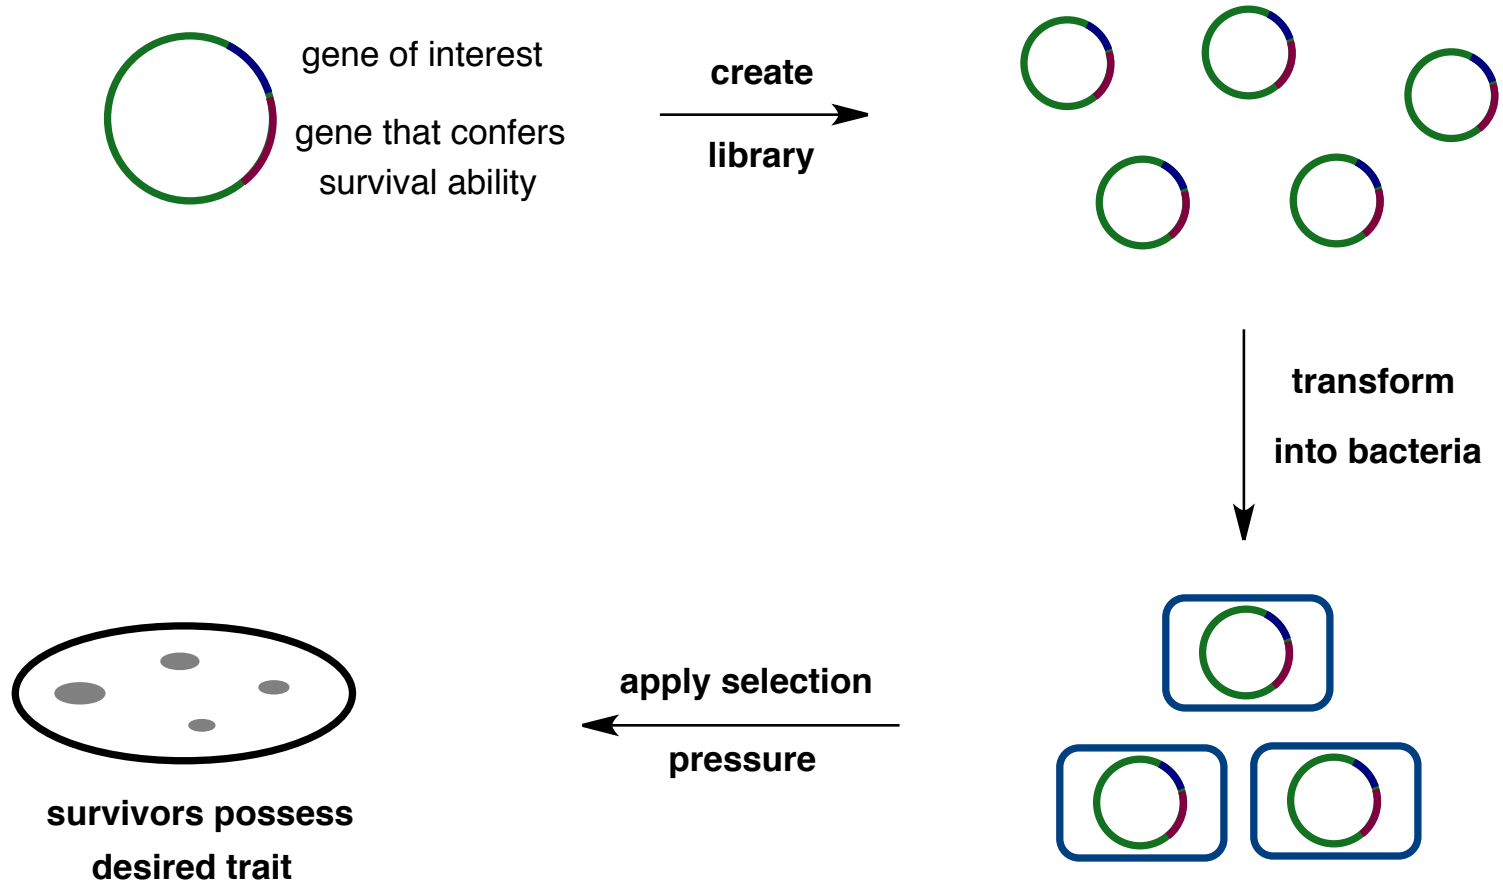 gene of interest
gene that confers
survival ability
create
library
transform
into bacteria
apply selection
pressure
survivors possess
desired trait